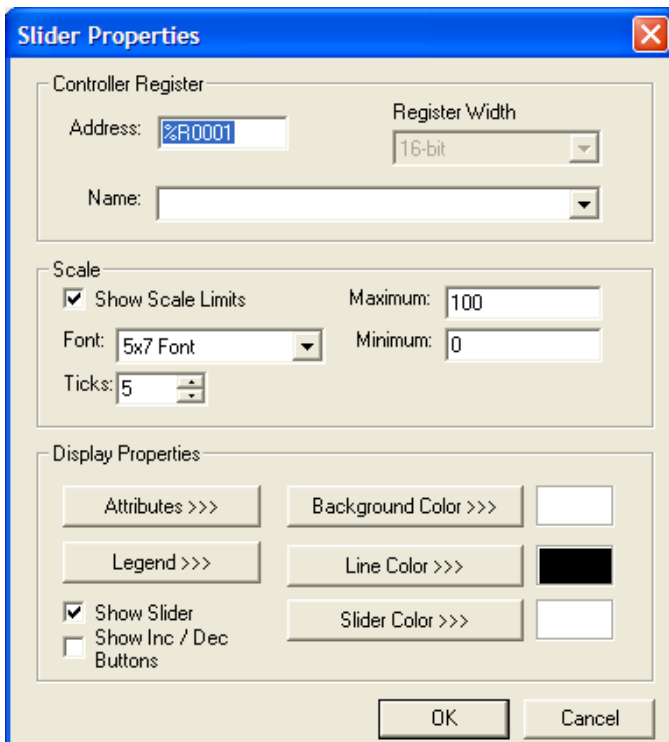 Slider Properties
Controller Register
Address: %R0001
Register Width
16-bit
Name:
Scale
Show Scale Limits
Maximum: 100
Font: 5x7 Font
Minimum: 0
Ticks: 5
Display Properties
Attributes >>>
Background Color >>>
Legend >>>
Line Color >>>
Show Slider
Slider Color >>>
Show Inc / Dec
Buttons
OK
Cancel